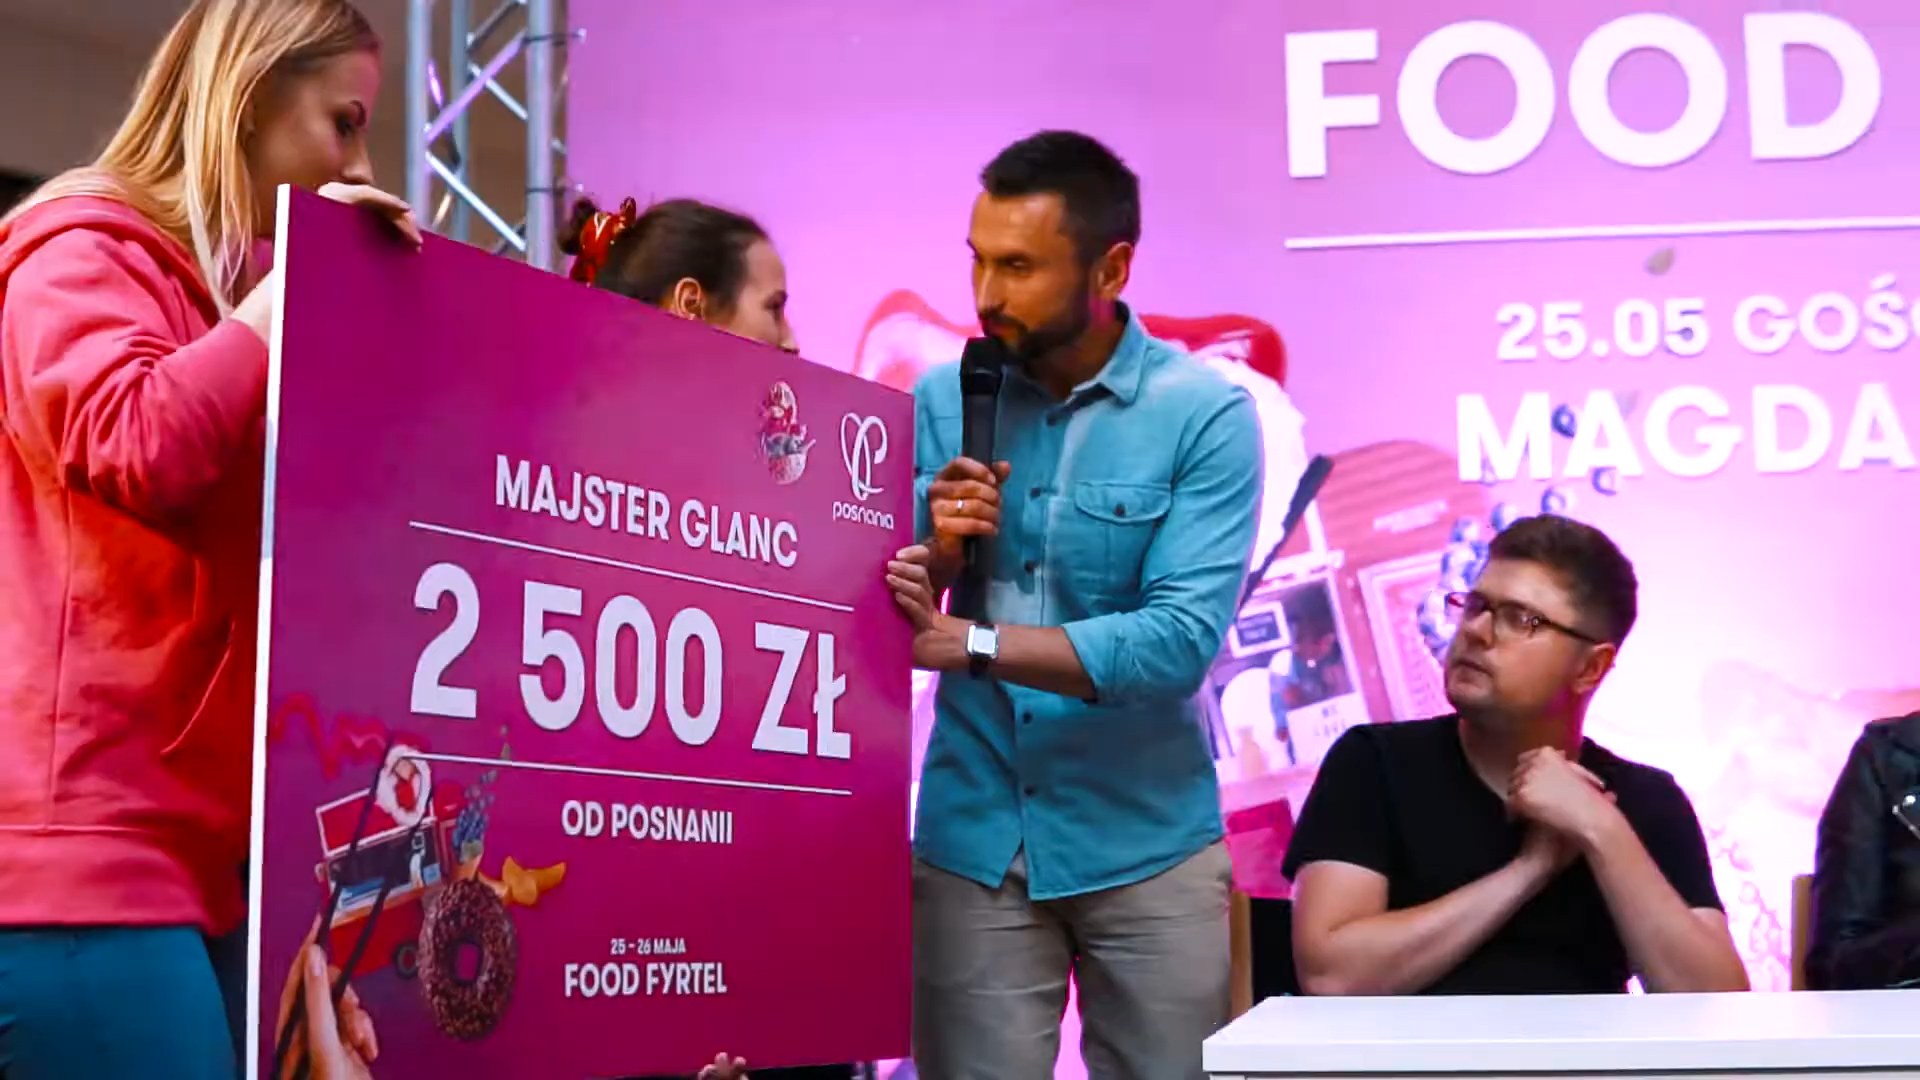 FOOD
25.05 GOŚ
MAGDA
posnania
MAJSTER GLANC
2 500 ZŁ
OD POSNANII
25 - 26 MAJA
FOOD FYRTEL